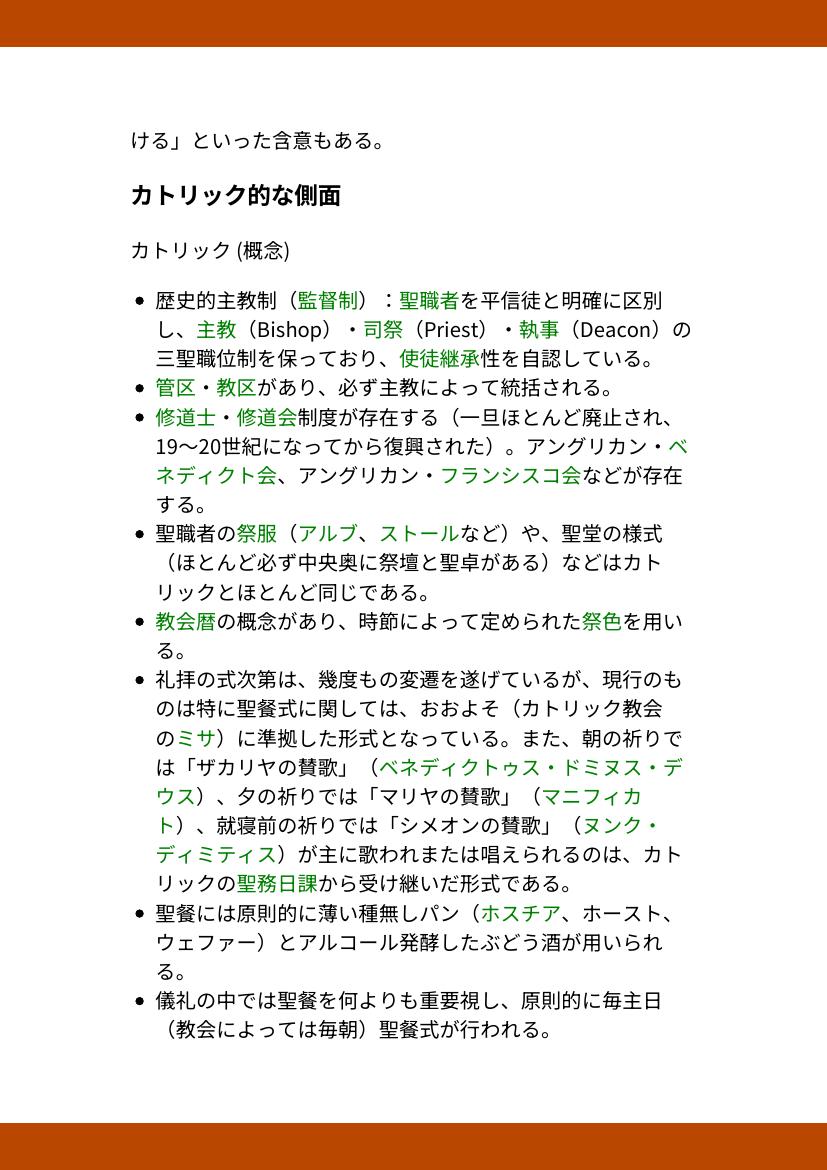 ける」といった含意もある。
カトリック的な側面
カトリック (概念)
• 歴史的主教制（監督制）：聖職者を平信徒と明確に区別
し、主教（Bishop）・司祭（Priest）・執事（Deacon）の
三聖職位制を保っており、使徒継承性を自認している。
• 管区・教区があり、必ず主教によって統括される。
• 修道士・修道会制度が存在する（一旦ほとんど廃止され、
19〜20世紀になってから復興された）。アングリカン・ベ
ネディクト会、アングリカン・フランシスコ会などが存在
する。
• 聖職者の祭服（アルブ、ストールなど）や、聖堂の様式
（ほとんど必ず中央奥に祭壇と聖卓がある）などはカト
リックとほとんど同じである。
• 教会暦の概念があり、時節によって定められた祭色を用い
る。
• 礼拝の式次第は、幾度もの変遷を遂げているが、現行のも
のは特に聖餐式に関しては、おおよそ（カトリック教会
のミサ）に準拠した形式となっている。また、朝の祈りで
は「ザカリヤの賛歌」（ベネディクトゥス・ドミヌス・デ
ウス）、夕の祈りでは「マリヤの賛歌」（マニフィカ
ト）、就寝前の祈りでは「シメオンの賛歌」（ヌンク・
ディミティス）が主に歌われまたは唱えられるのは、カト
リックの聖務日課から受け継いだ形式である。
• 聖餐には原則的に薄い種無しパン（ホスチア、ホースト、
ウェファー）とアルコール発酵したぶどう酒が用いられ
る。
• 儀礼の中では聖餐を何よりも重要視し、原則的に毎主日
（教会によっては毎朝）聖餐式が行われる。